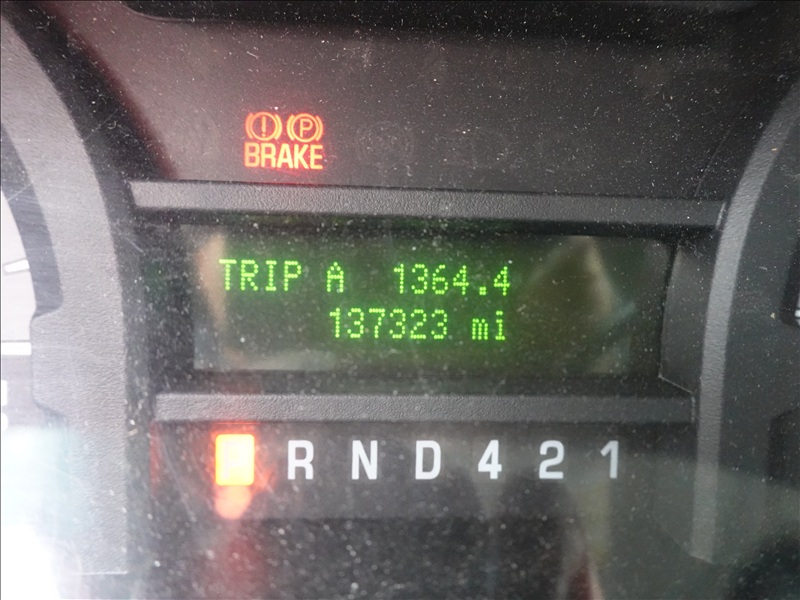 ! P
BRAKE
TRIP A 1364.4
137323 mi
P R N D 4 2 1